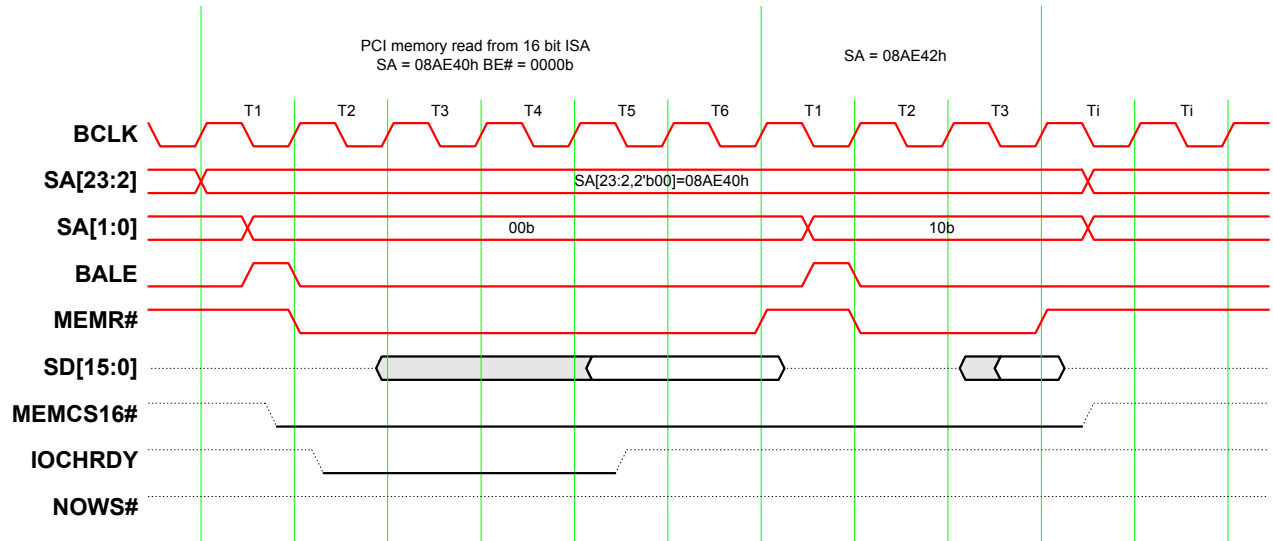 PCI memory read from 16 bit ISA
SA = 08AE40h BE# = 0000b
SA = 08AE42h
T1 T2 T3 T4 T5 T6 T1 T2 T3 Ti Ti
BCLK
SA[23:2] SA[23:2,2'b00]=08AE40h
SA[1:0] 00b 10b
BALE
MEMR#
SD[15:0]
MEMCS16#
IOCHRDY
NOWS#